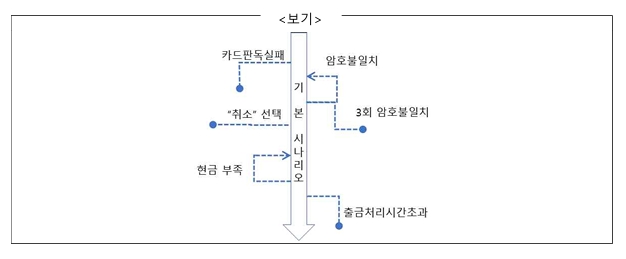 <보기>
카드판독실패
암호불일치
기본 시나리오
"취소" 선택
3회 암호불일치
현금 부족
출금처리시간초과